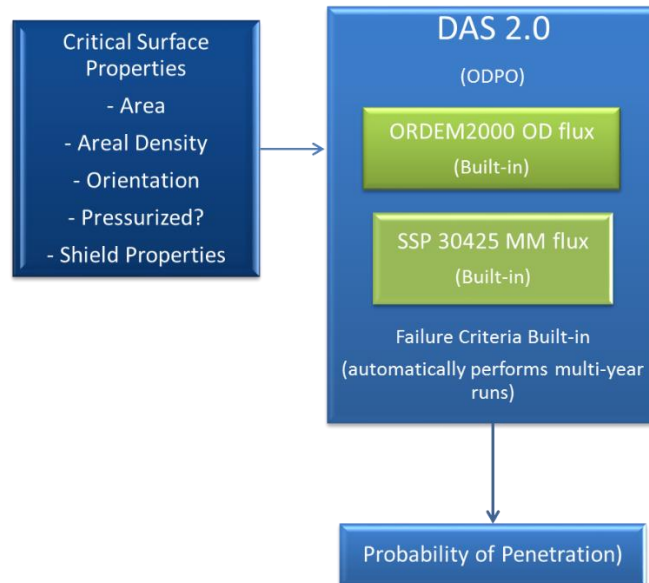 Critical Surface
Properties
- Area
- Areal Density
- Orientation
- Pressurized?
- Shield Properties
DAS 2.0
(ODPO)
ORDEM2000 OD flux
(Built-in)
SSP 30425 MM flux
(Built-in)
Failure Criteria Built-in
(automatically performs multi-year
runs)
Probability of Penetration)